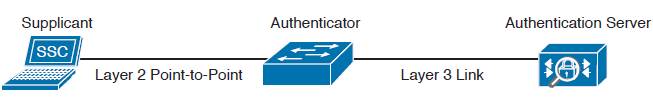 Supplicant
Authenticator
Authentication Server
SSC
Layer 2 Point-to-Point
Layer 3 Link